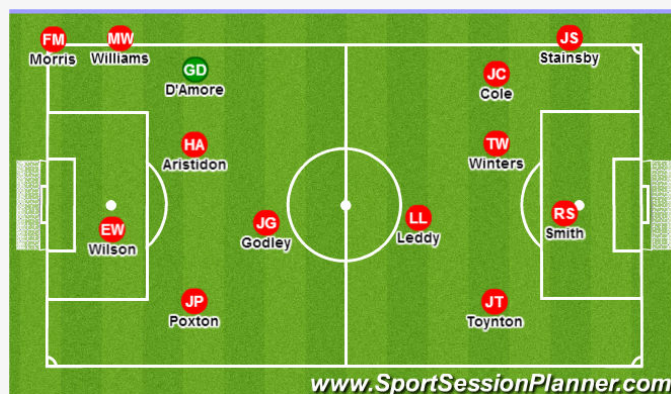 FM
Morris
MW
Williams
JS
Stainsby
GD
D'Amore
JC
Cole
HA
Aristidon
TW
Winters
EW
Wilson
JG
Godley
LL
Leddy
RS
Smith
JP
Poxton
JT
Toynton
www.SportSessionPlanner.com